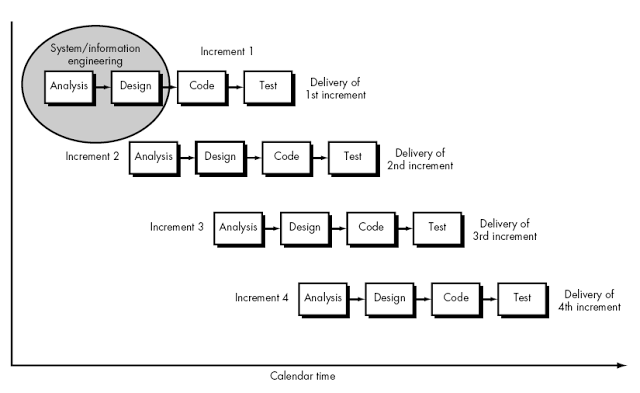 System/information
engineering
Increment 1
Analysis
Design
Code
Test
Delivery of
1st increment
Increment 2
Analysis
Design
Code
Test
Delivery of
2nd increment
Increment 3
Analysis
Design
Code
Test
Delivery of
3rd increment
Increment 4
Analysis
Design
Code
Test
Delivery of
4th increment
Calendar time